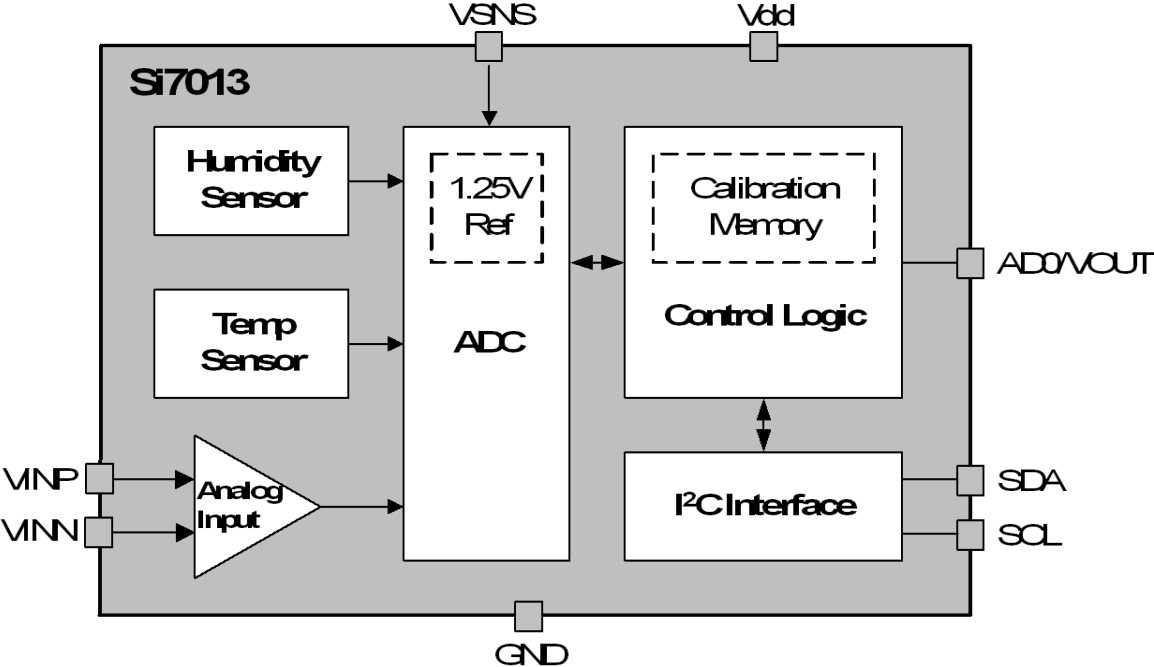 VSNS
Vdd
Si7013
Humidity
Sensor
1.25V
Ref
Calibration
Memory
AD0/VOUT
Control Logic
Temp
Sensor
ADC
VINP
VINN
Analog
Input
I²C Interface
SDA
SCL
GND